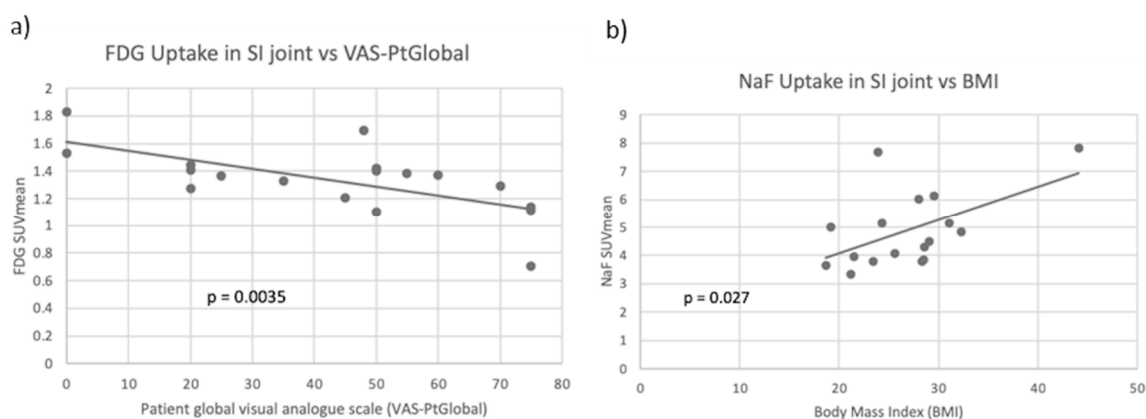 a)
FDG Uptake in SI joint vs VAS-PtGlobal
2
1.8
1.6
1.4
1.2
1
0.8
0.6
0.4
0.2
0
FDG SUVmean
p = 0.0035
0 10 20 30 40 50 60 70 80
Patient global visual analogue scale (VAS-PtGlobal)
b)
NaF Uptake in SI joint vs BMI
9
8
7
6
5
4
3
2
1
0
NaF SUVmean
p = 0.027
0 10 20 30 40 50
Body Mass Index (BMI)